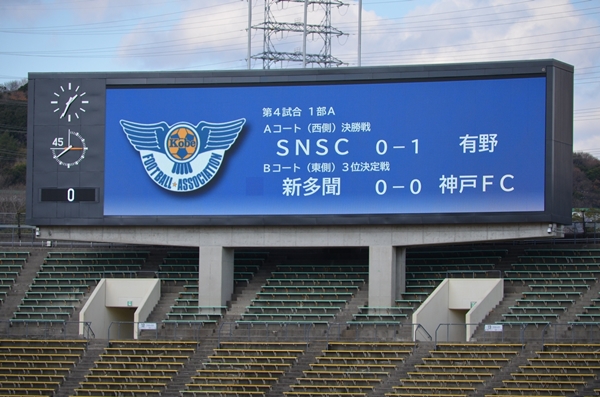 第4試合 1部A
Aコート（西側）決勝戦
SNSC 0-1 有野
Bコート（東側）3位決定戦
新多聞 0-0 神戸FC
Kobe
FOOTBALL ASSOCIATION
45
0